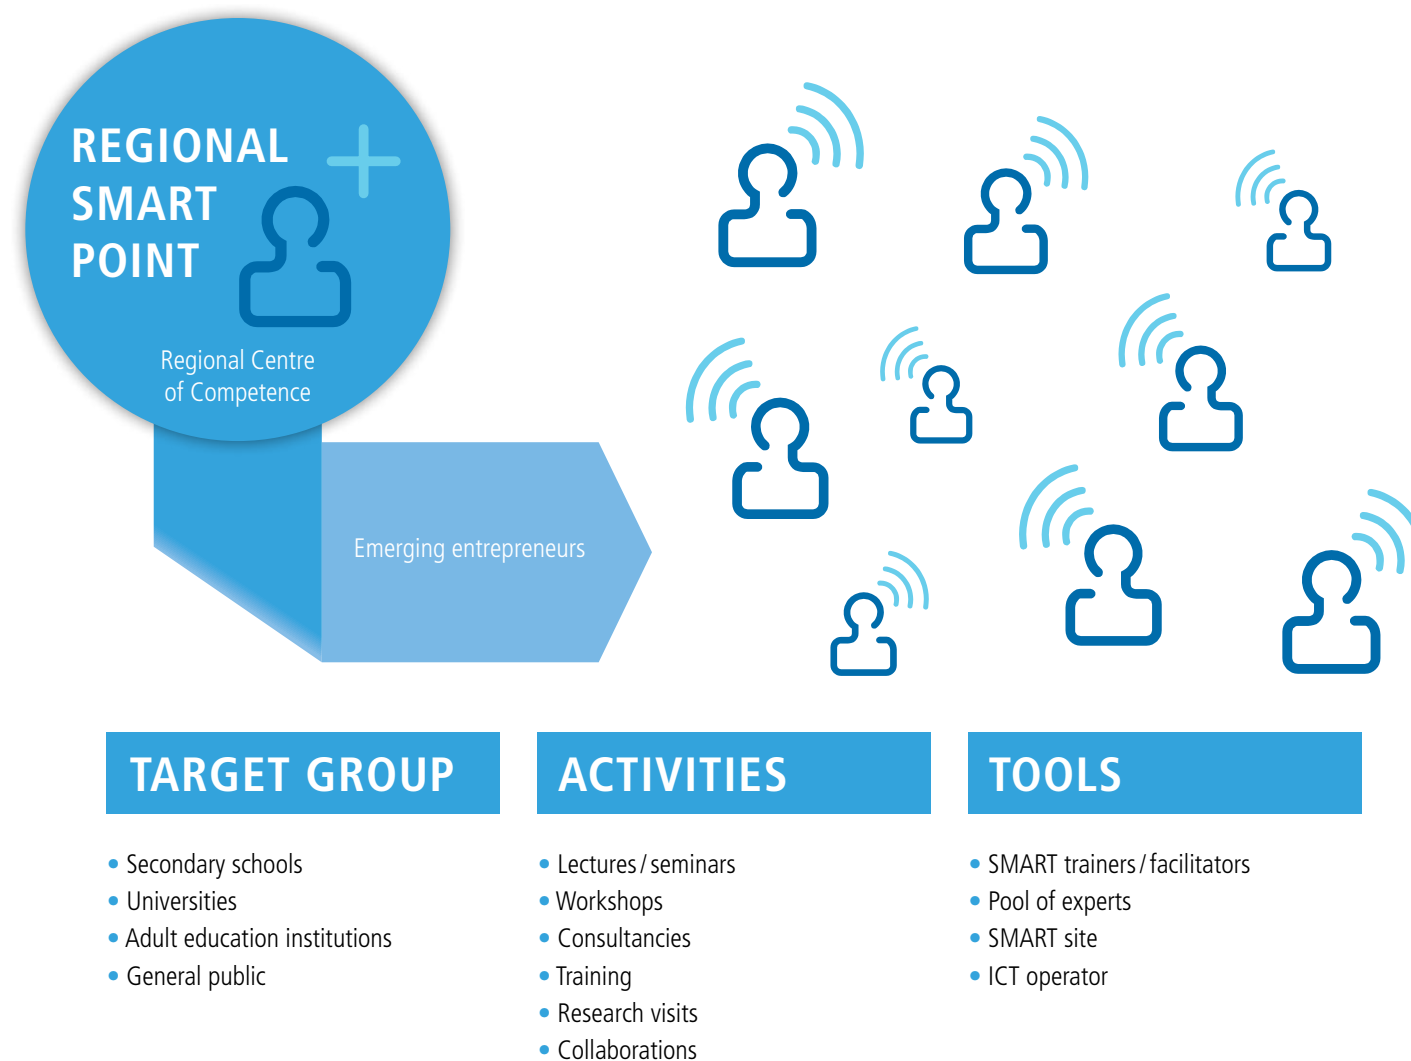 REGIONAL
SMART
POINT
Regional Centre
of Competence
Emerging entrepreneurs
TARGET GROUP
• Secondary schools
• Universities
• Adult education institutions
• General public
ACTIVITIES
• Lectures / seminars
• Workshops
• Consultancies
• Training
• Research visits
• Collaborations
TOOLS
• SMART trainers / facilitators
• Pool of experts
• SMART site
• ICT operator